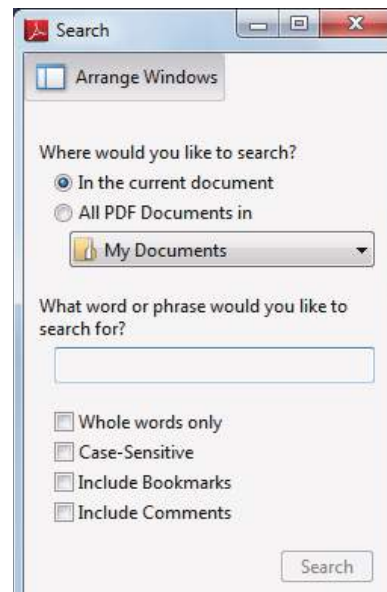 Search
Arrange Windows
Where would you like to search?
In the current document
All PDF Documents in
My Documents
What word or phrase would you like to
search for?
Whole words only
Case-Sensitive
Include Bookmarks
Include Comments
Search